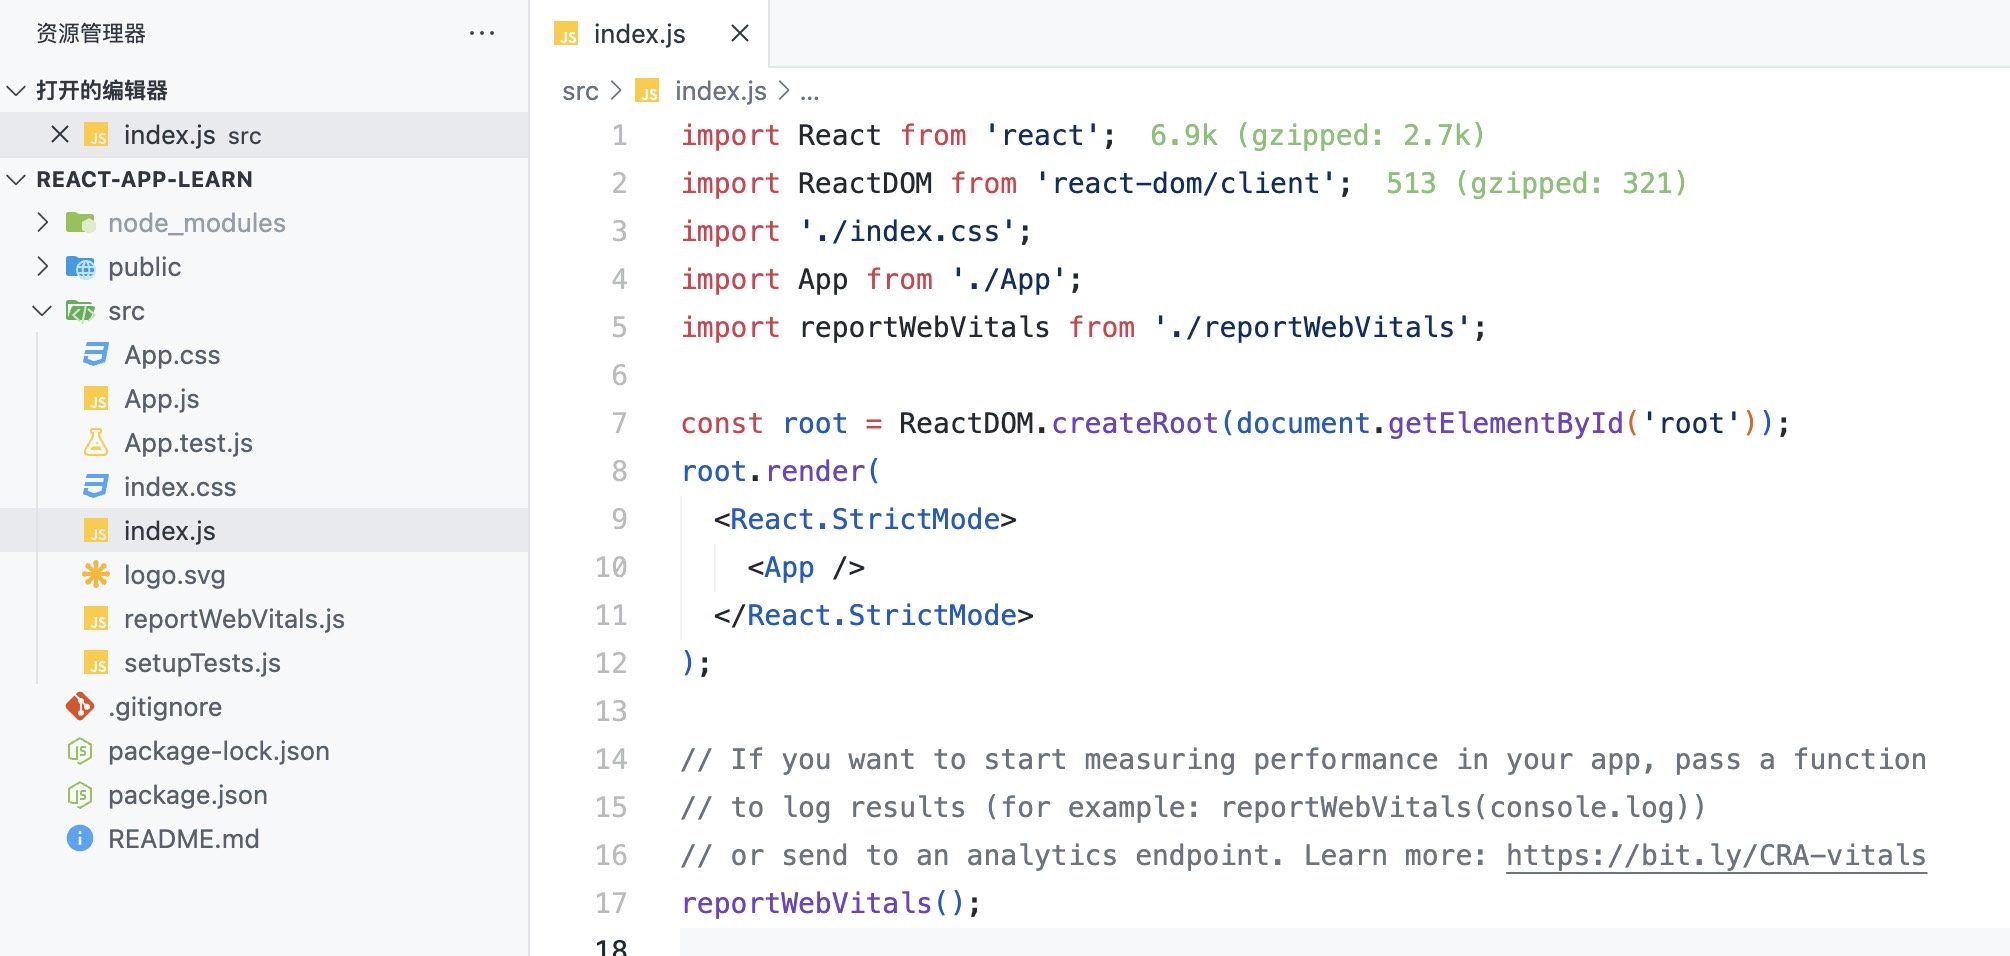 资源管理器
打开的编辑器
index.js src
REACT-APP-LEARN
node_modules
public
src
App.css
App.js
App.test.js
index.css
index.js
logo.svg
reportWebVitals.js
setupTests.js
.gitignore
package-lock.json
package.json
README.md
index.js
src > index.js > ...
1 import React from 'react'; 6.9k (gzipped: 2.7k)
2 import ReactDOM from 'react-dom/client'; 513 (gzipped: 321)
3 import './index.css';
4 import App from './App';
5 import reportWebVitals from './reportWebVitals';
6
7 const root = ReactDOM.createRoot(document.getElementById('root'));
8 root.render(
9 <React.StrictMode>
10 <App />
11 </React.StrictMode>
12 );
13
14 // If you want to start measuring performance in your app, pass a function
15 // to log results (for example: reportWebVitals(console.log))
16 // or send to an analytics endpoint. Learn more: https://bit.ly/CRA-vitals
17 reportWebVitals();
18